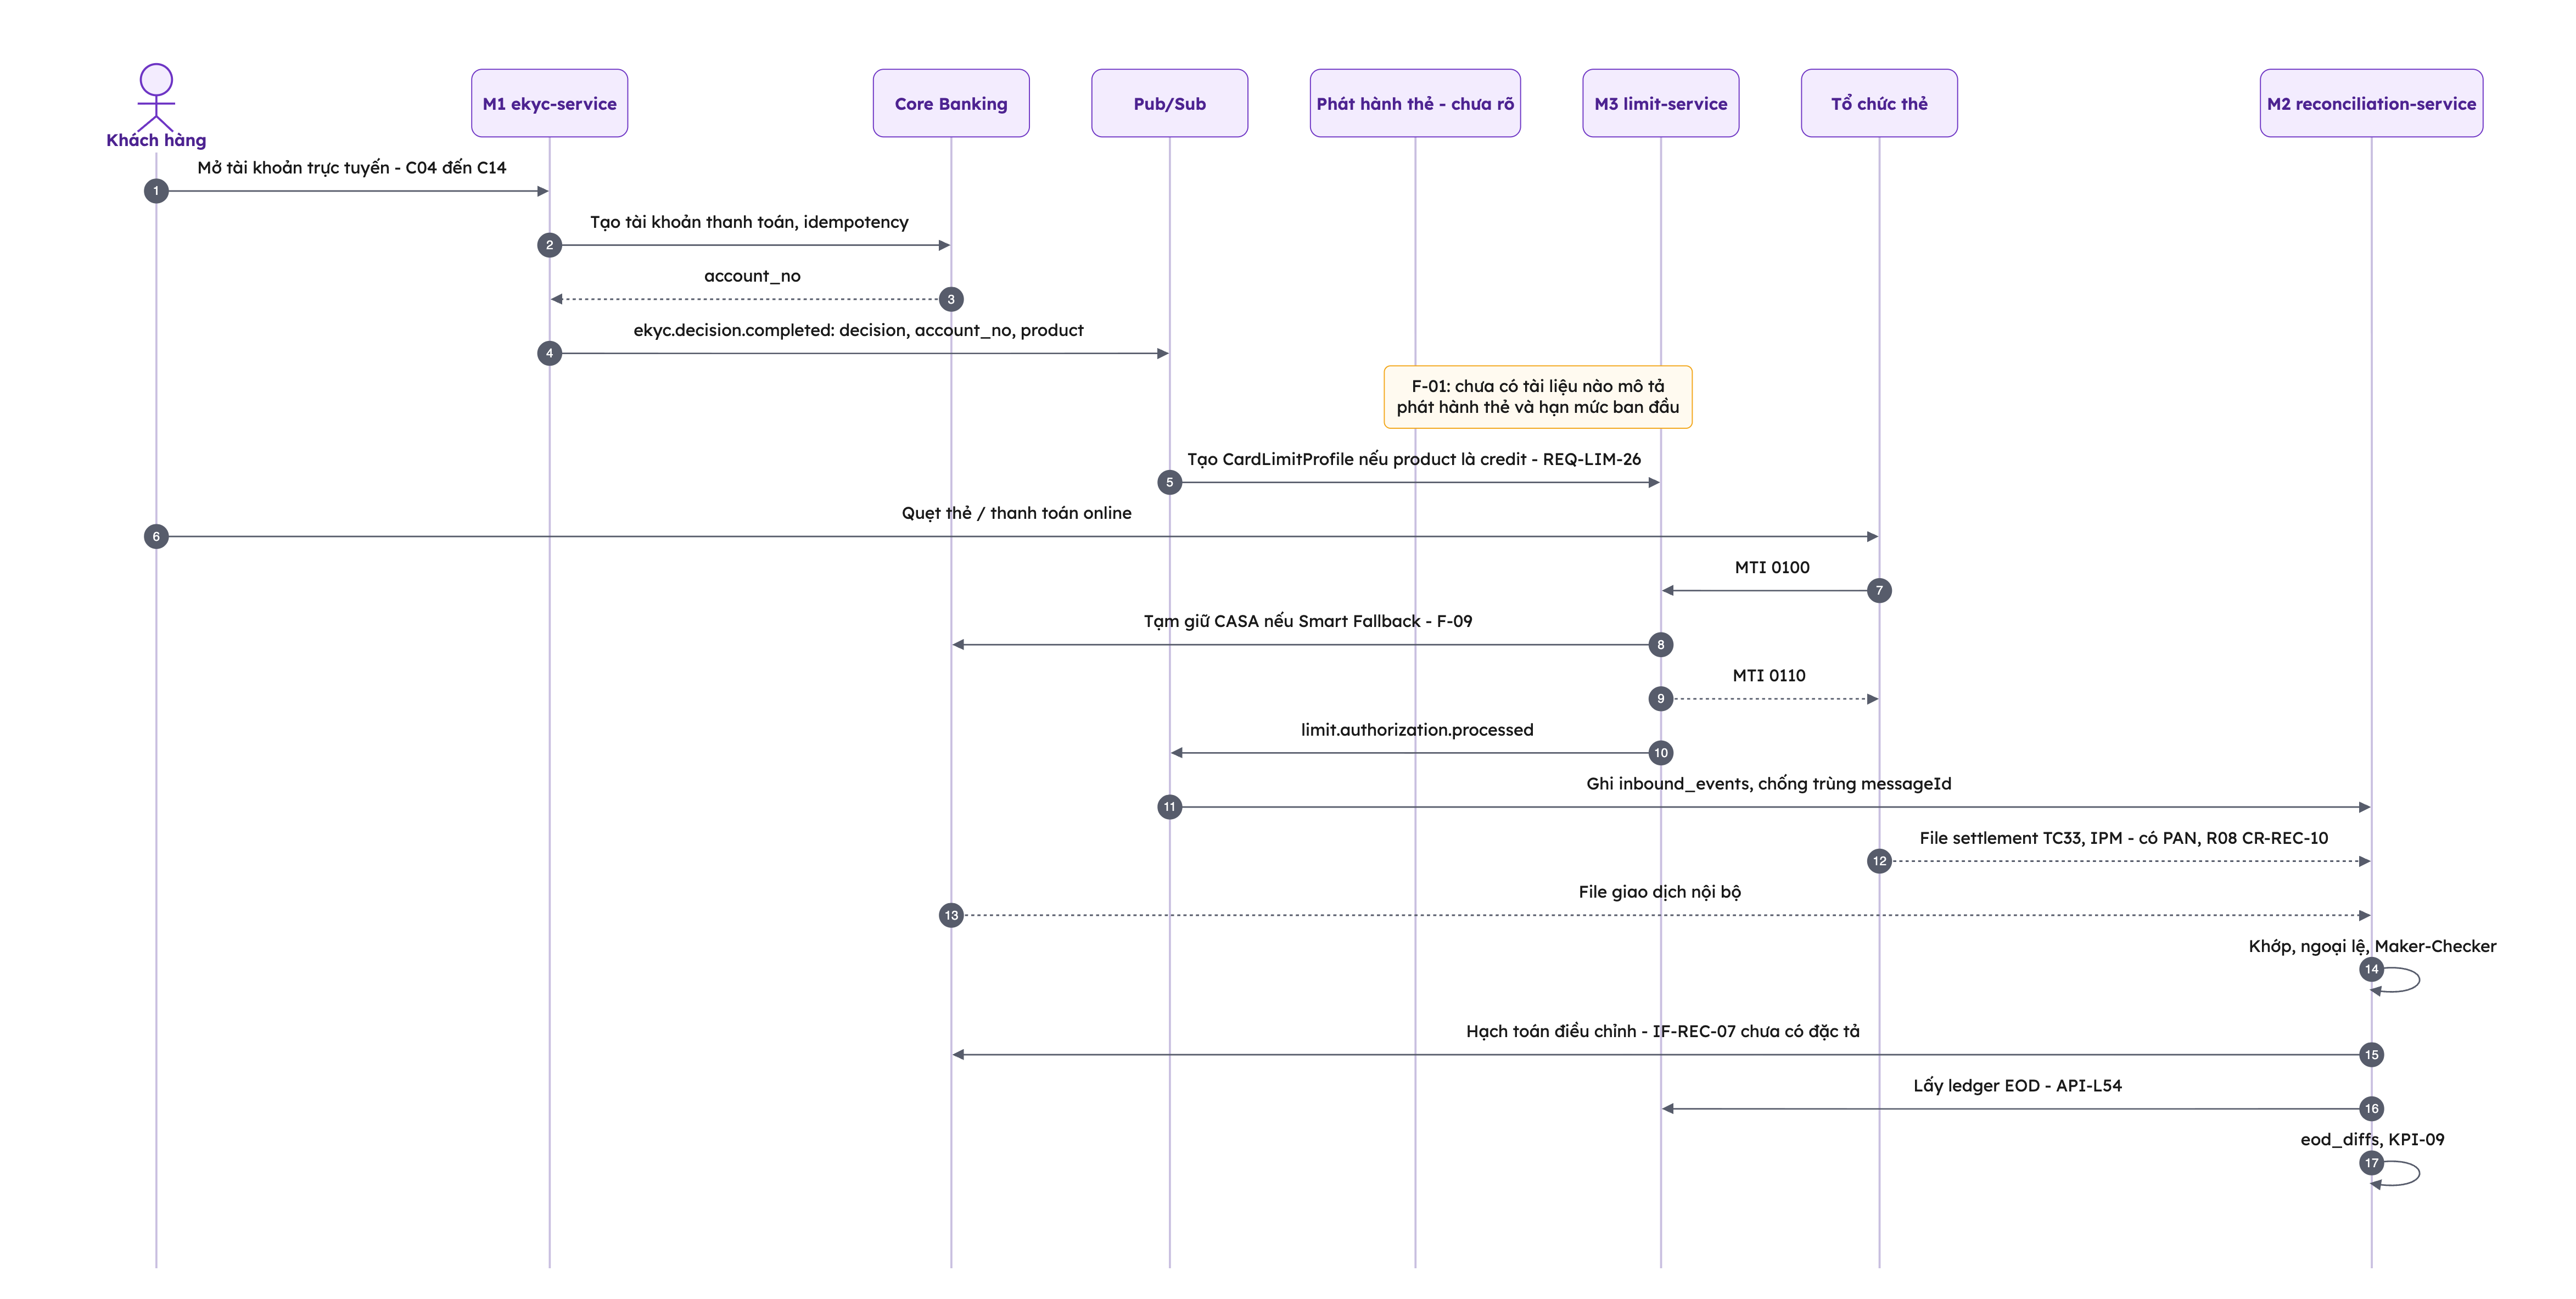 Khách hàng
M1 ekyc-service
Core Banking
Pub/Sub
Phát hành thẻ - chưa rõ
M3 limit-service
Tổ chức thẻ
M2 reconciliation-service
Mở tài khoản trực tuyến - C04 đến C14
1
Tạo tài khoản thanh toán, idempotency
2
account_no
3
ekyc.decision.completed: decision, account_no, product
4
F-01: chưa có tài liệu nào mô tả
phát hành thẻ và hạn mức ban đầu
Tạo CardLimitProfile nếu product là credit - REQ-LIM-26
5
Quẹt thẻ / thanh toán online
6
MTI 0100
7
Tạm giữ CASA nếu Smart Fallback - F-09
8
MTI 0110
9
limit.authorization.processed
10
Ghi inbound_events, chống trùng messageId
11
File settlement TC33, IPM - có PAN, R08 CR-REC-10
12
File giao dịch nội bộ
13
Khớp, ngoại lệ, Maker-Checker
14
Hạch toán điều chỉnh - IF-REC-07 chưa có đặc tả
15
Lấy ledger EOD - API-L54
16
eod_diffs, KPI-09
17